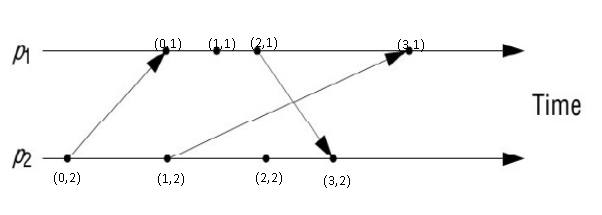 p1 (0,1) (1,1) (2,1) (3,1)
Time
p2
(0,2) (1,2) (2,2) (3,2)